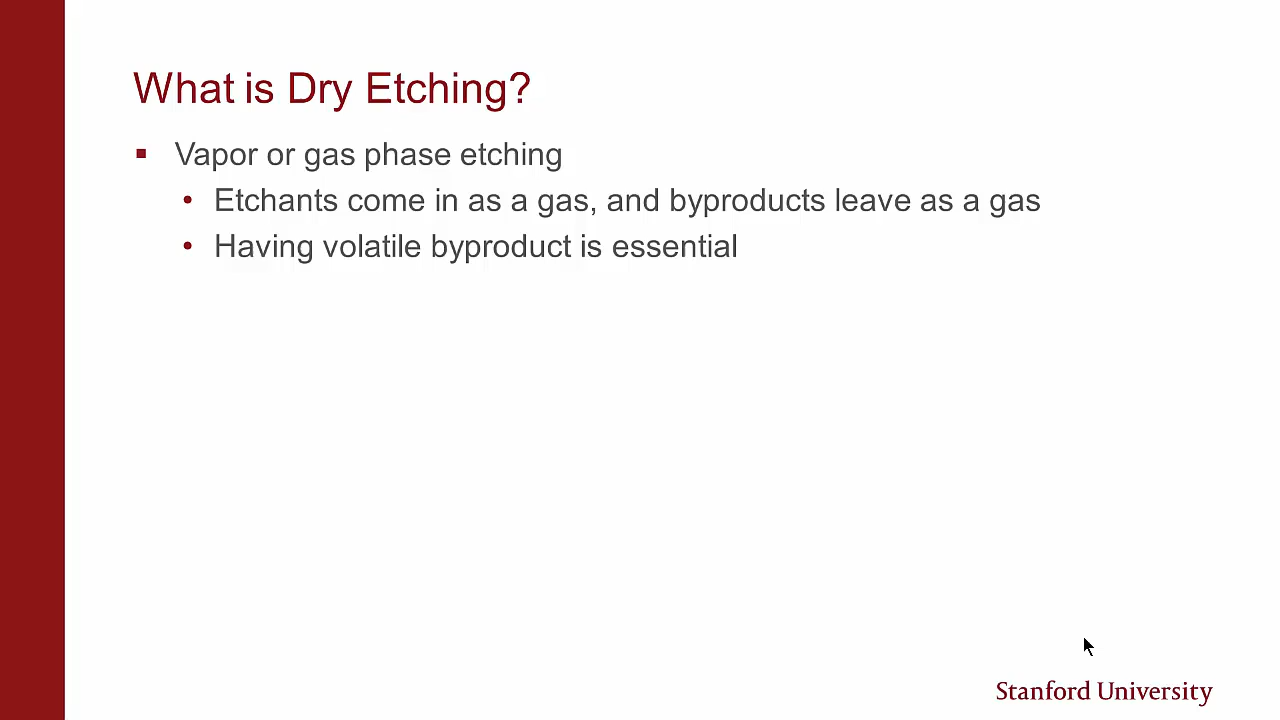 What is Dry Etching?
Vapor or gas phase etching
Etchants come in as a gas, and byproducts leave as a gas
Having volatile byproduct is essential
Stanford University